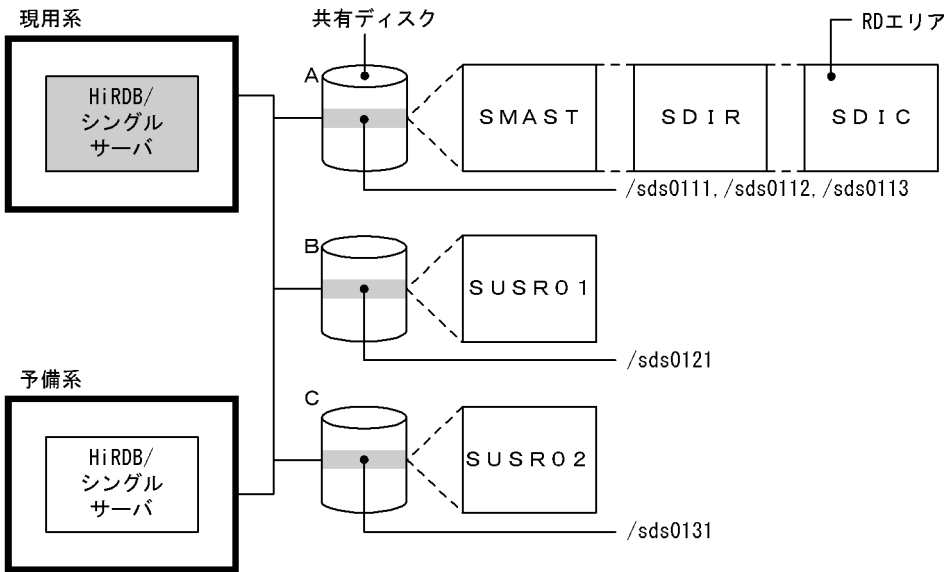 現用系
HiRDB/
シングル
サーバ
共有ディスク
RDエリア
A
SMAST
SDIR
SDIC
/sds0111, /sds0112, /sds0113
B
SUSR01
/sds0121
予備系
HiRDB/
シングル
サーバ
C
SUSR02
/sds0131